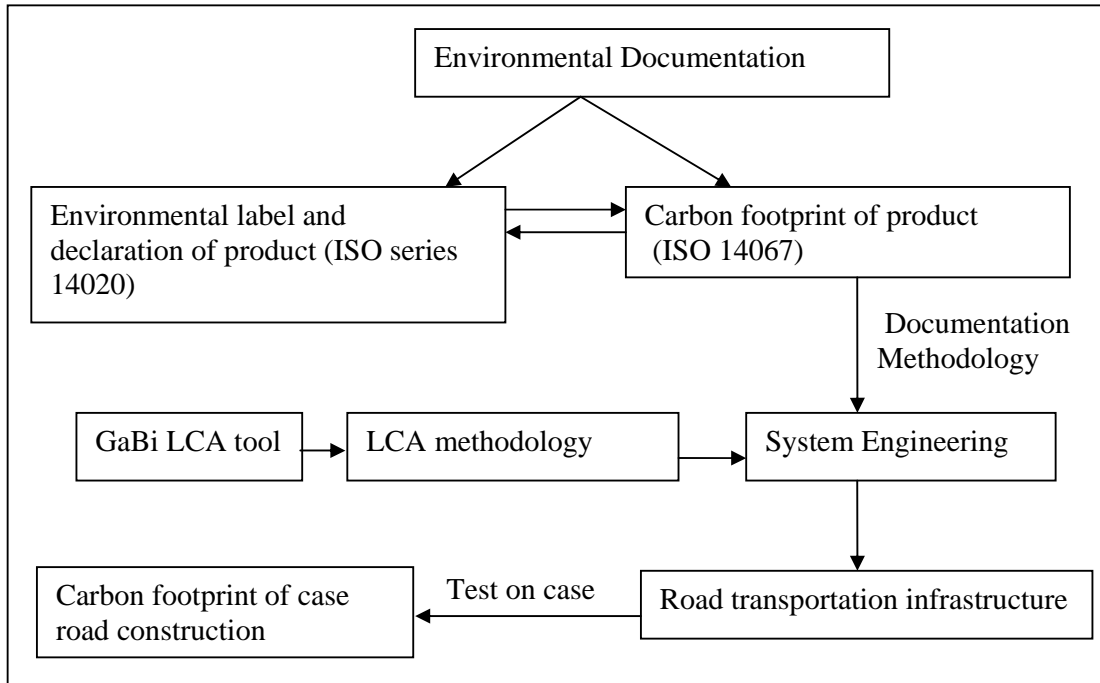 Environmental Documentation
Environmental label and
declaration of product (ISO series
14020)
Carbon footprint of product
(ISO 14067)
Documentation
Methodology
GaBi LCA tool
LCA methodology
System Engineering
Carbon footprint of case
road construction
Test on case
Road transportation infrastructure